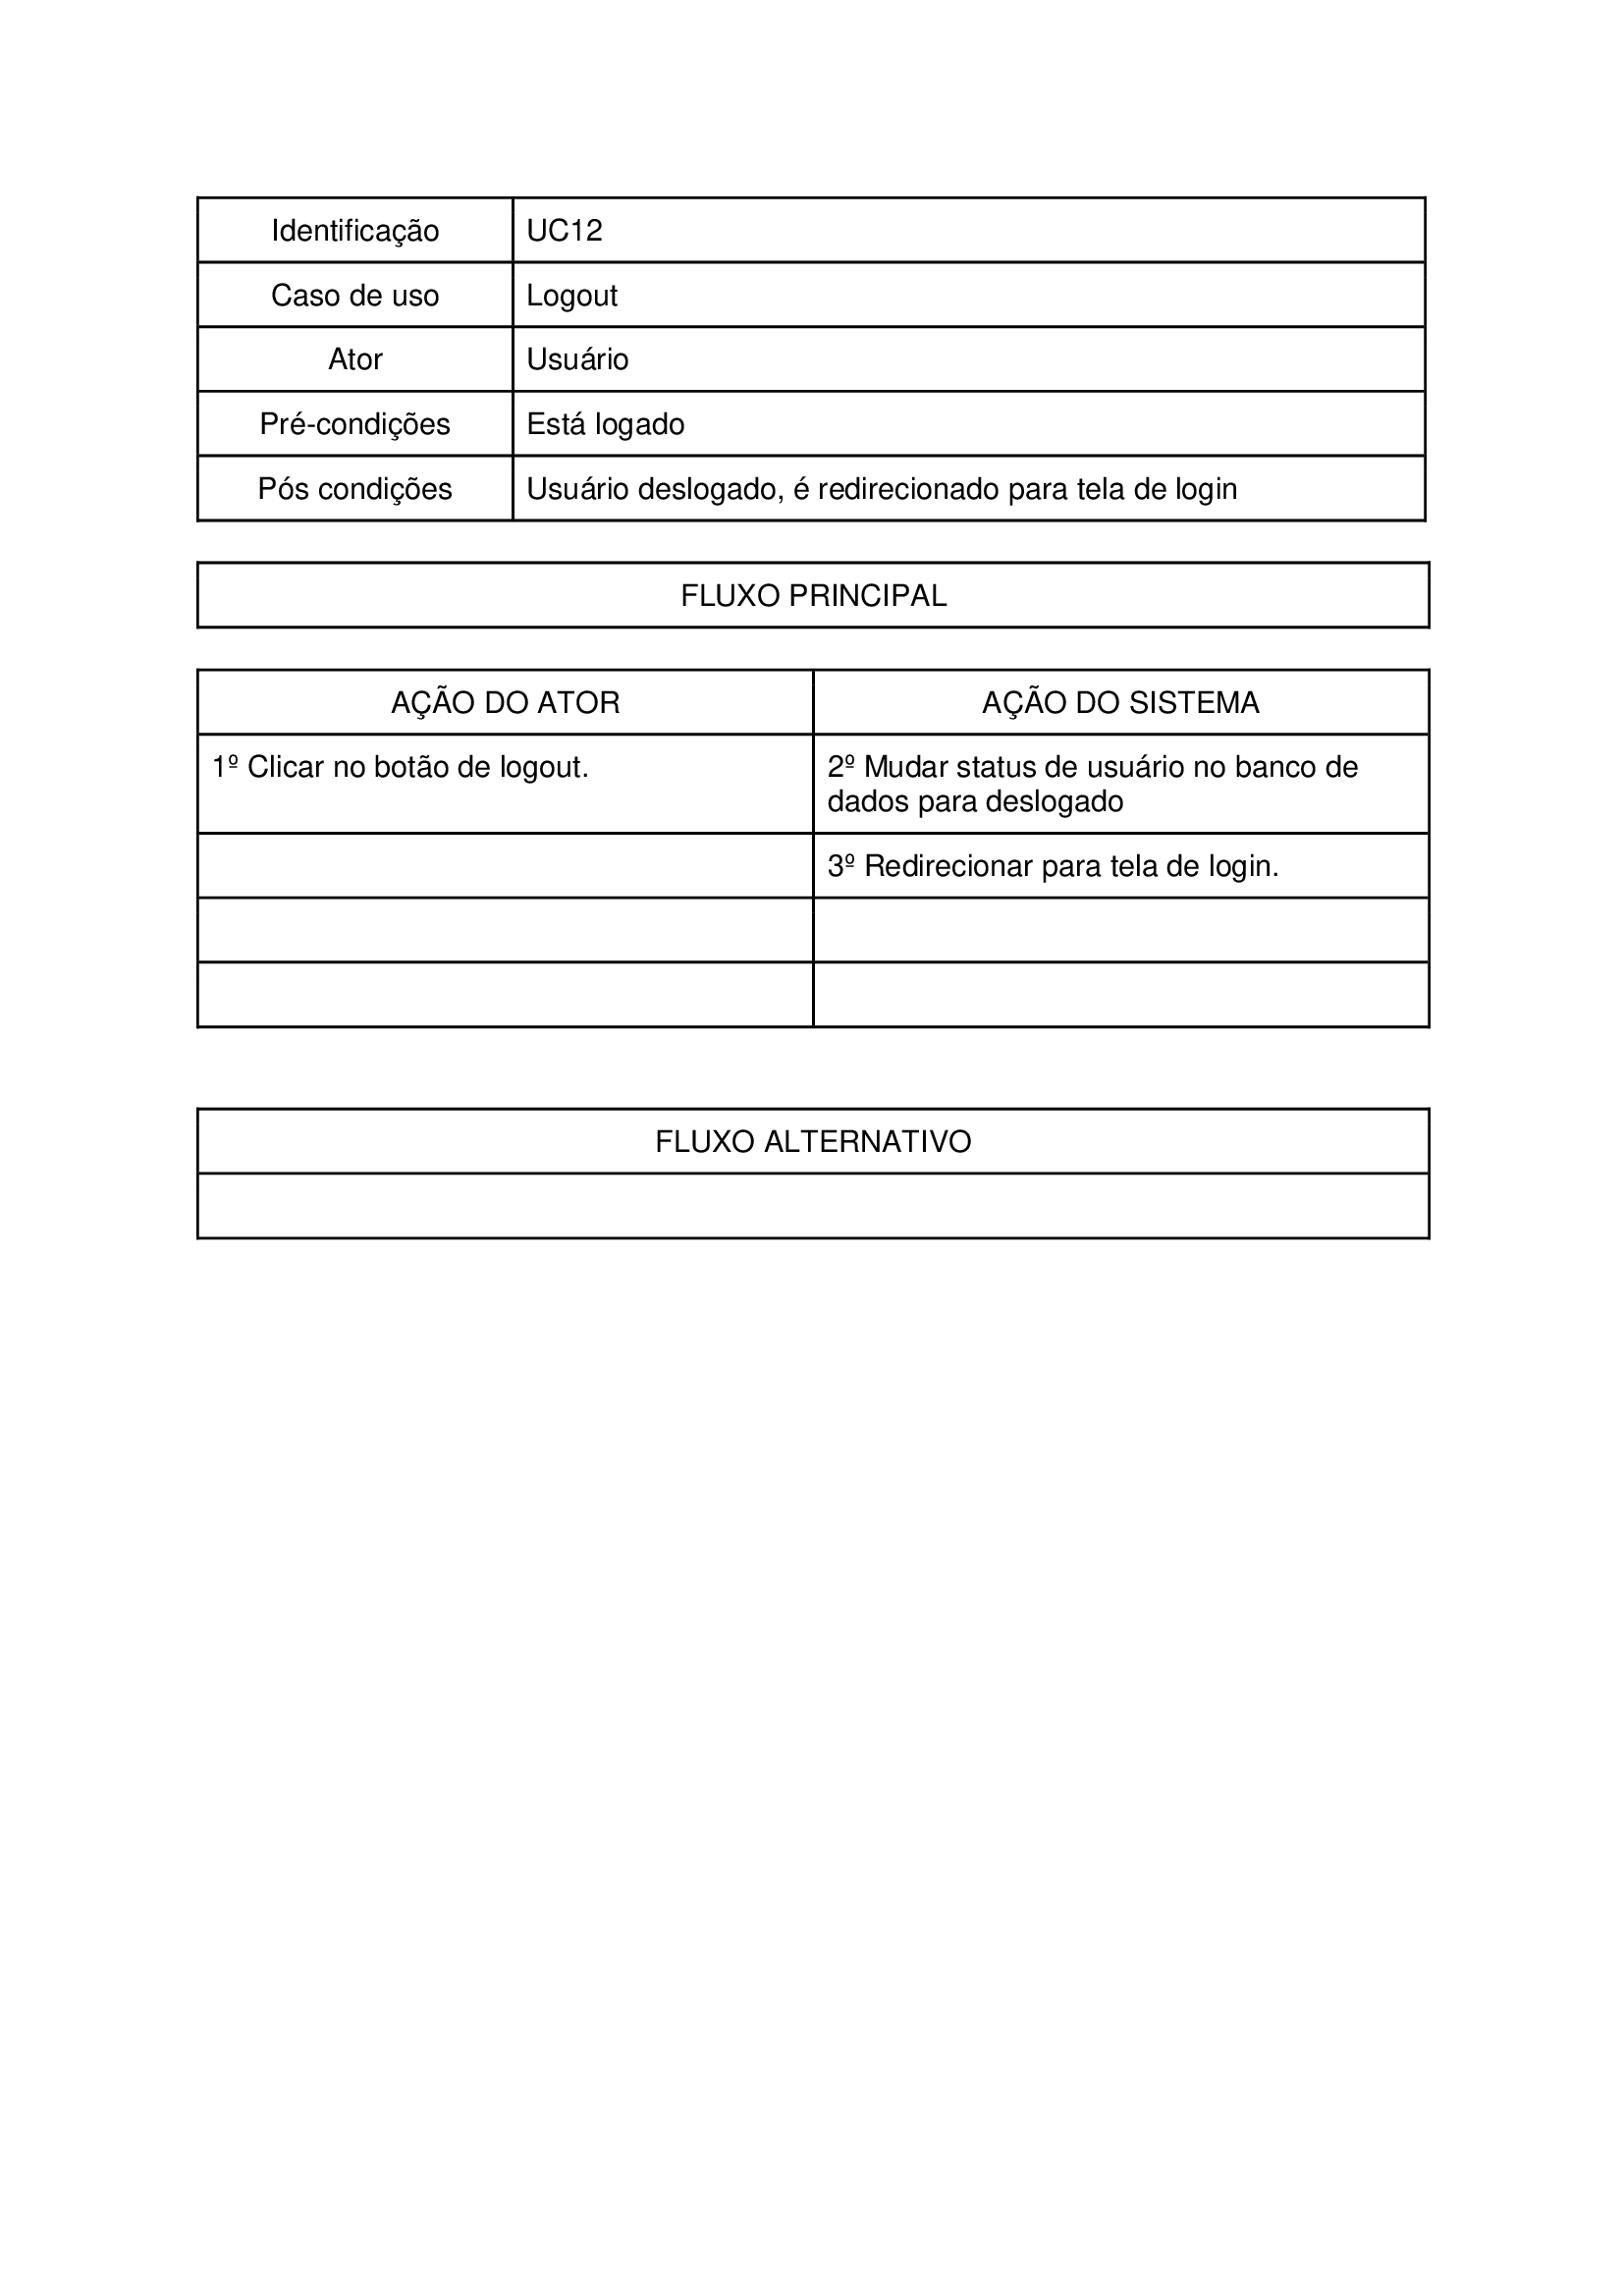 Identificação UC12
Caso de uso Logout
Ator Usuário
Pré-condições Está logado
Pós condições Usuário deslogado, é redirecionado para tela de login
FLUXO PRINCIPAL
AÇÃO DO ATOR AÇÃO DO SISTEMA
1º Clicar no botão de logout. 2º Mudar status de usuário no banco de
dados para deslogado
3º Redirecionar para tela de login.
FLUXO ALTERNATIVO